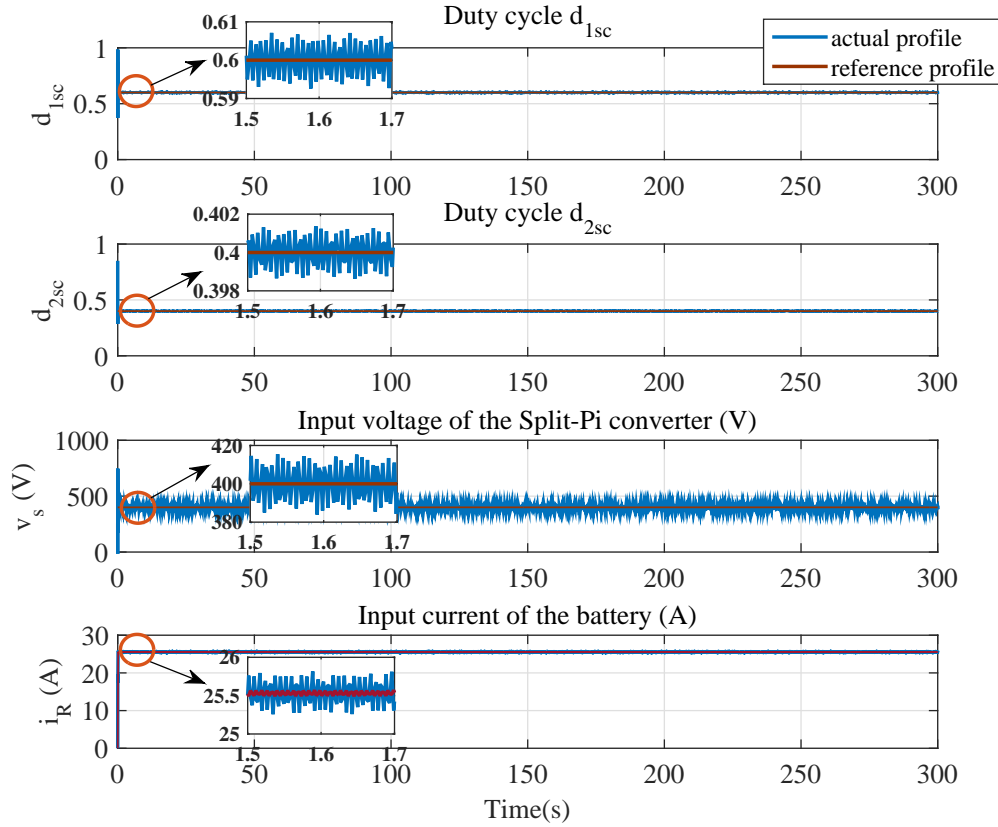 Duty cycle d1sc
actual profile
reference profile
d1sc
1
0.5
0
0.61
0.6
0.59
1.5 1.6 1.7
0 50 100 150 200 250 300
Duty cycle d2sc
d2sc
1
0.5
0
0.402
0.4
0.398
1.5 1.6 1.7
0 50 100 150 200 250 300
Input voltage of the Split-Pi converter (V)
vs (V)
1000
500
0
420
400
380
1.5 1.6 1.7
0 50 100 150 200 250 300
Input current of the battery (A)
iR (A)
30
20
10
0
26
25.5
25
1.5 1.6 1.7
0 50 100 150 200 250 300
Time(s)